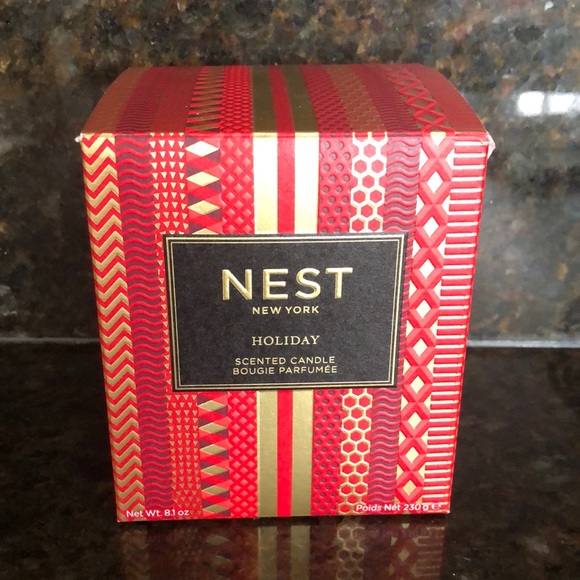 NEST
NEW YORK
HOLIDAY
SCENTED CANDLE
BOUGIE PARFUMÉE
Net Wt. 8.1 oz
Poids Net 230 g ℮